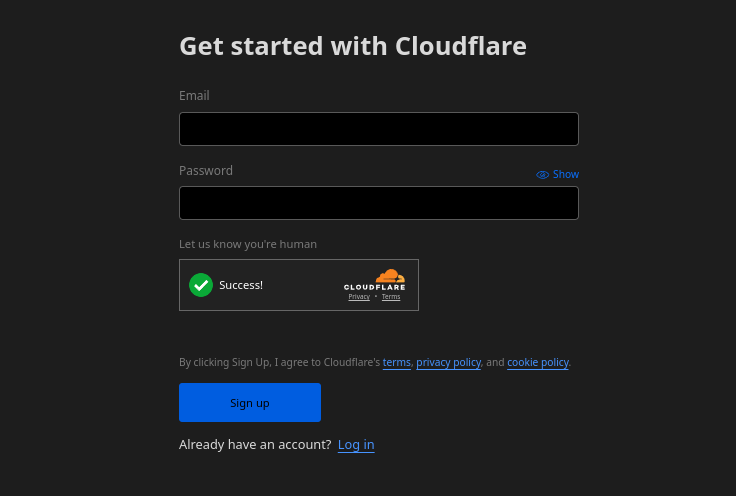 Get started with Cloudflare
Email
Password
Show
Let us know you're human
Success!
CLOUDFLARE
Privacy • Terms
By clicking Sign Up, I agree to Cloudflare's terms, privacy policy, and cookie policy.
Sign up
Already have an account? Log in